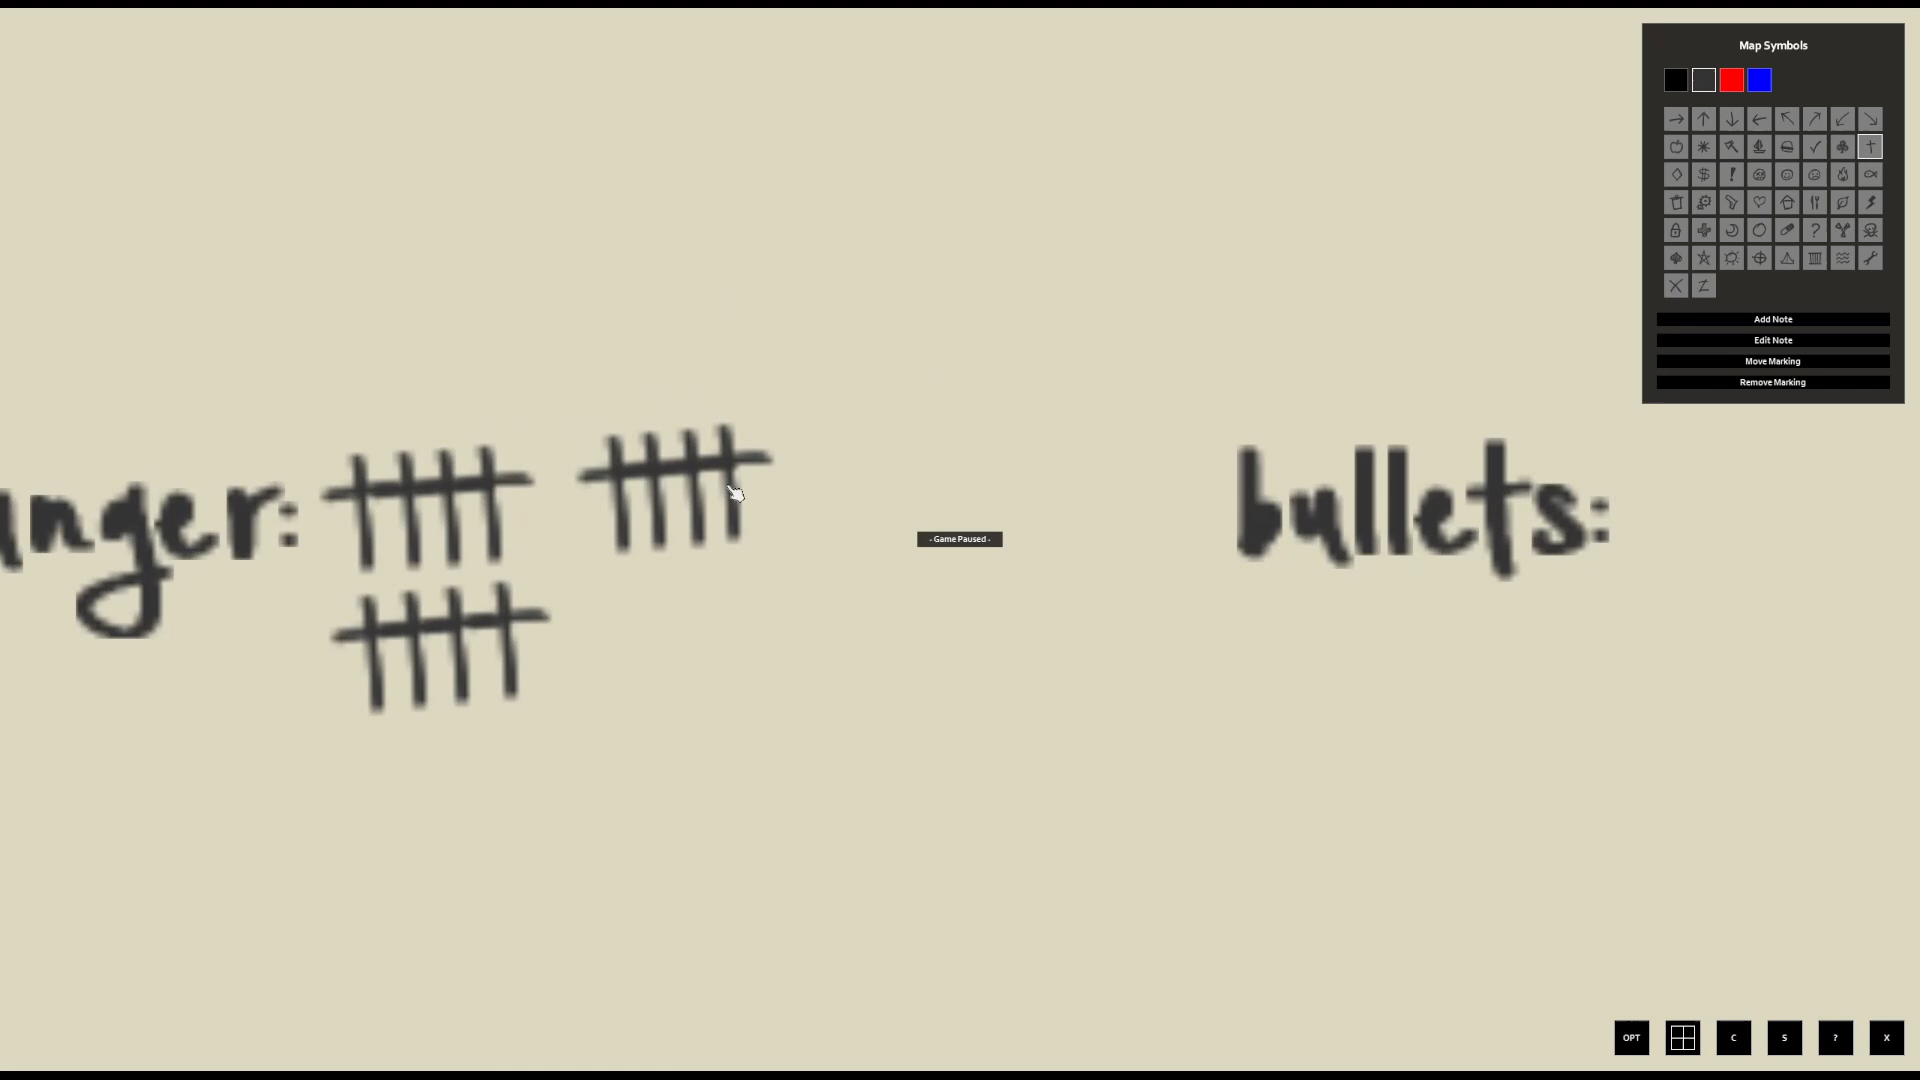 Map Symbols
nger:
bullets:
- Game Paused -
Add Note
Edit Note
Move Marking
Remove Marking
OPT
C
S
?
X